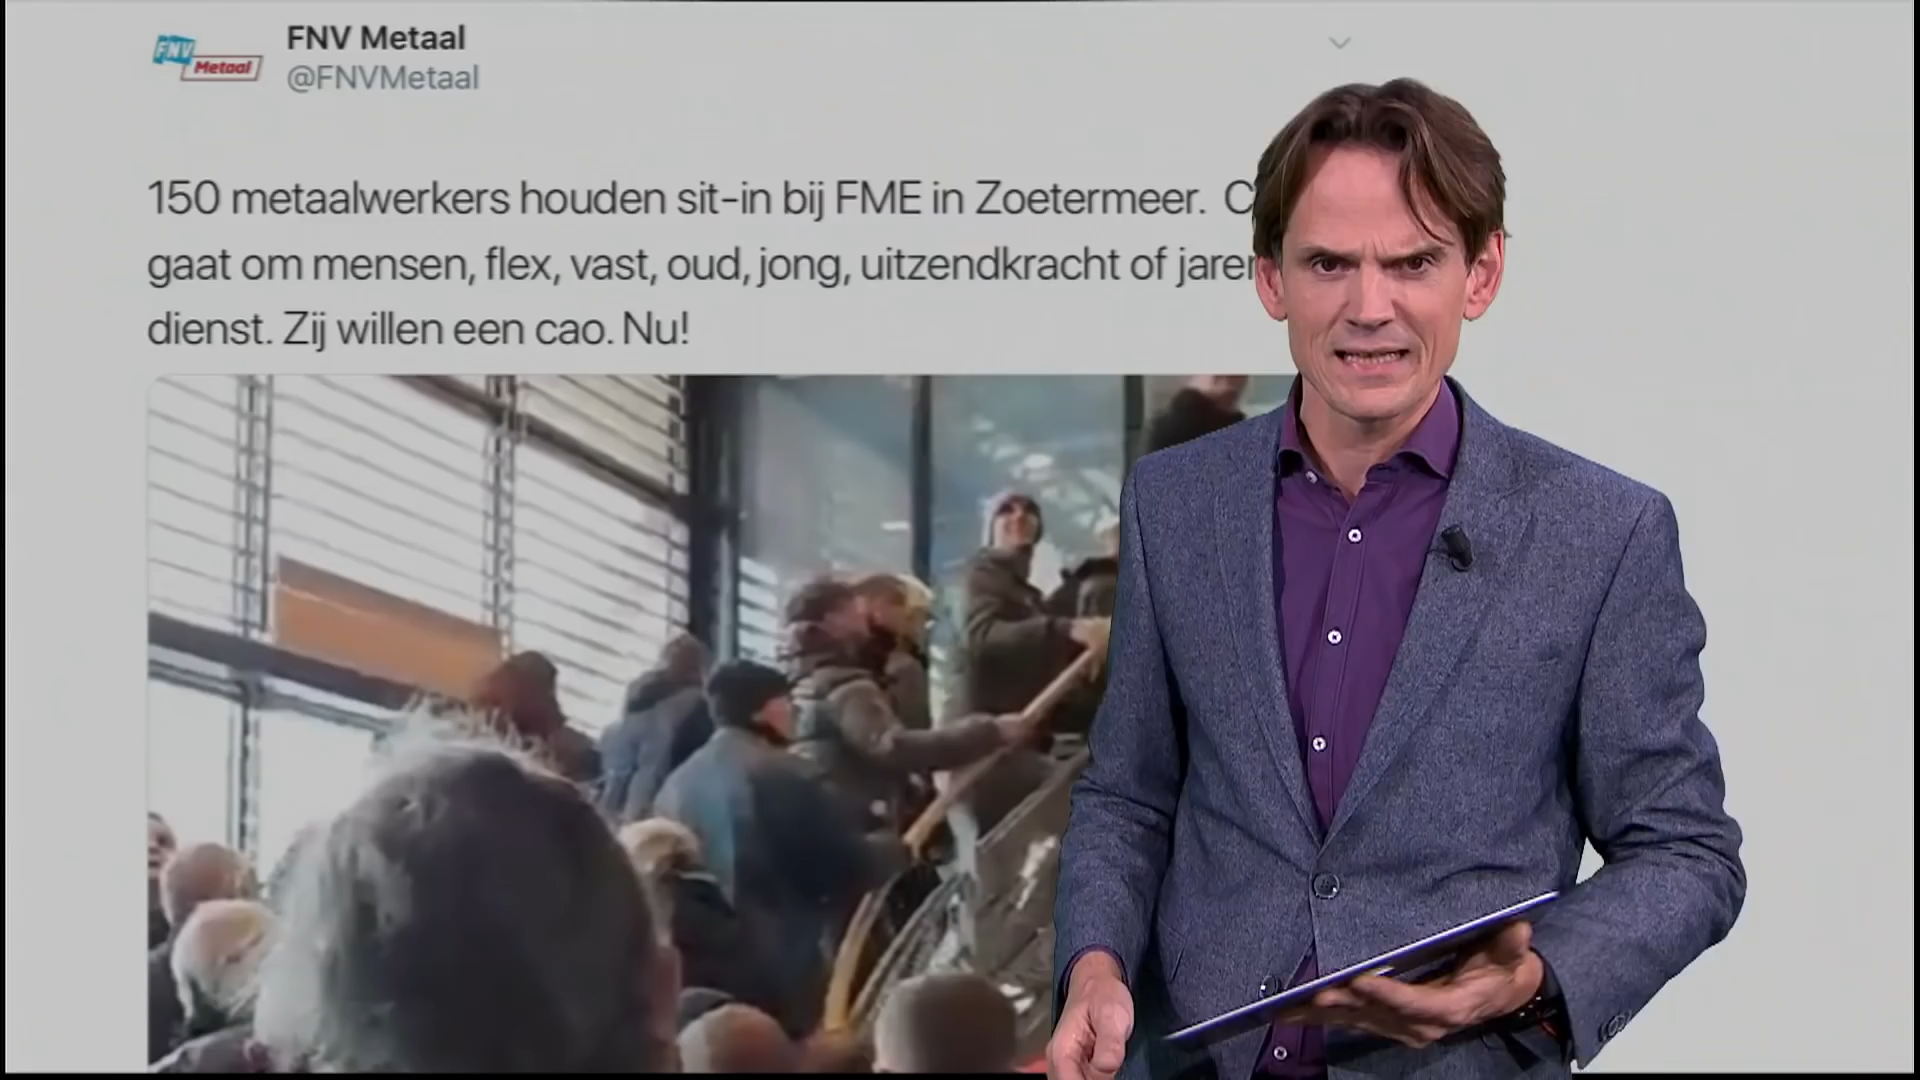 FNV Metaal
FNV
Metaal
@FNVMetaal
150 metaalwerkers houden sit-in bij FME in Zoetermeer.
gaat om mensen, flex, vast, oud, jong, uitzendkracht of
dienst. Zij willen een cao. Nu!